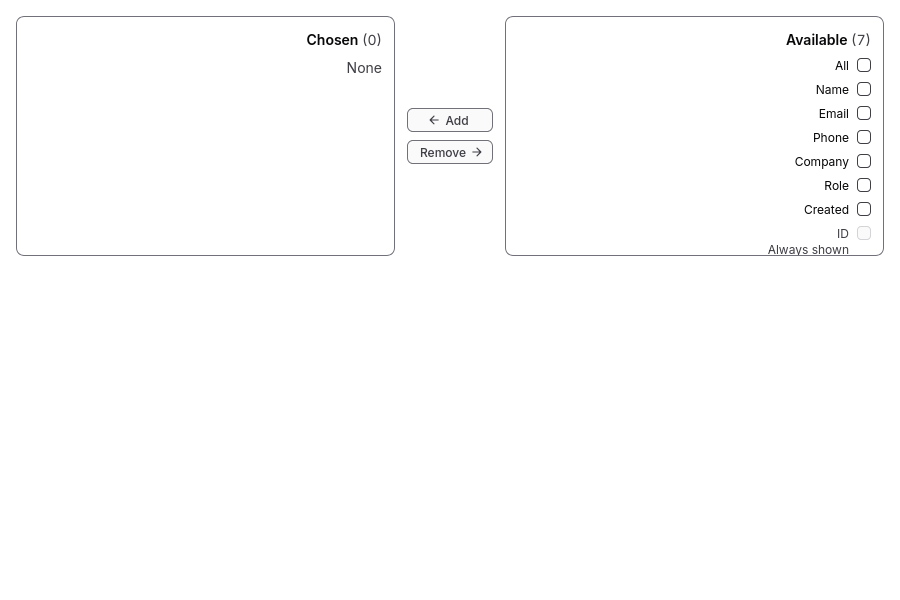 Available (7)
All
Name
Email
Phone
Company
Role
Created
ID
Always shown
Add
Remove
Chosen (0)
None